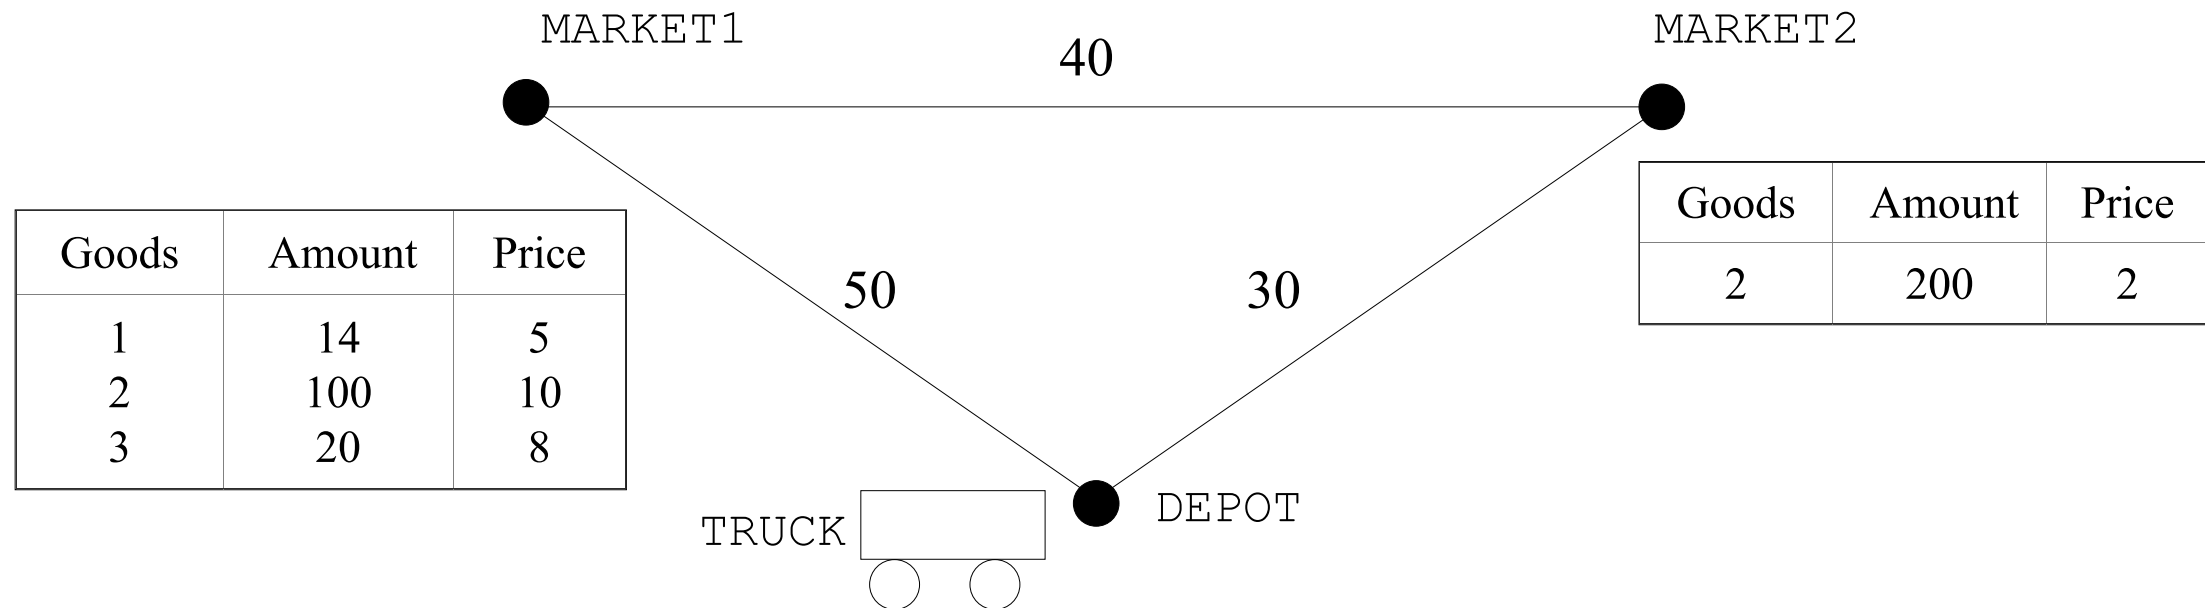 MARKET1
40
MARKET2
Goods Amount Price
1 14 5
2 100 10
3 20 8
50
30
Goods Amount Price
2 200 2
TRUCK
DEPOT